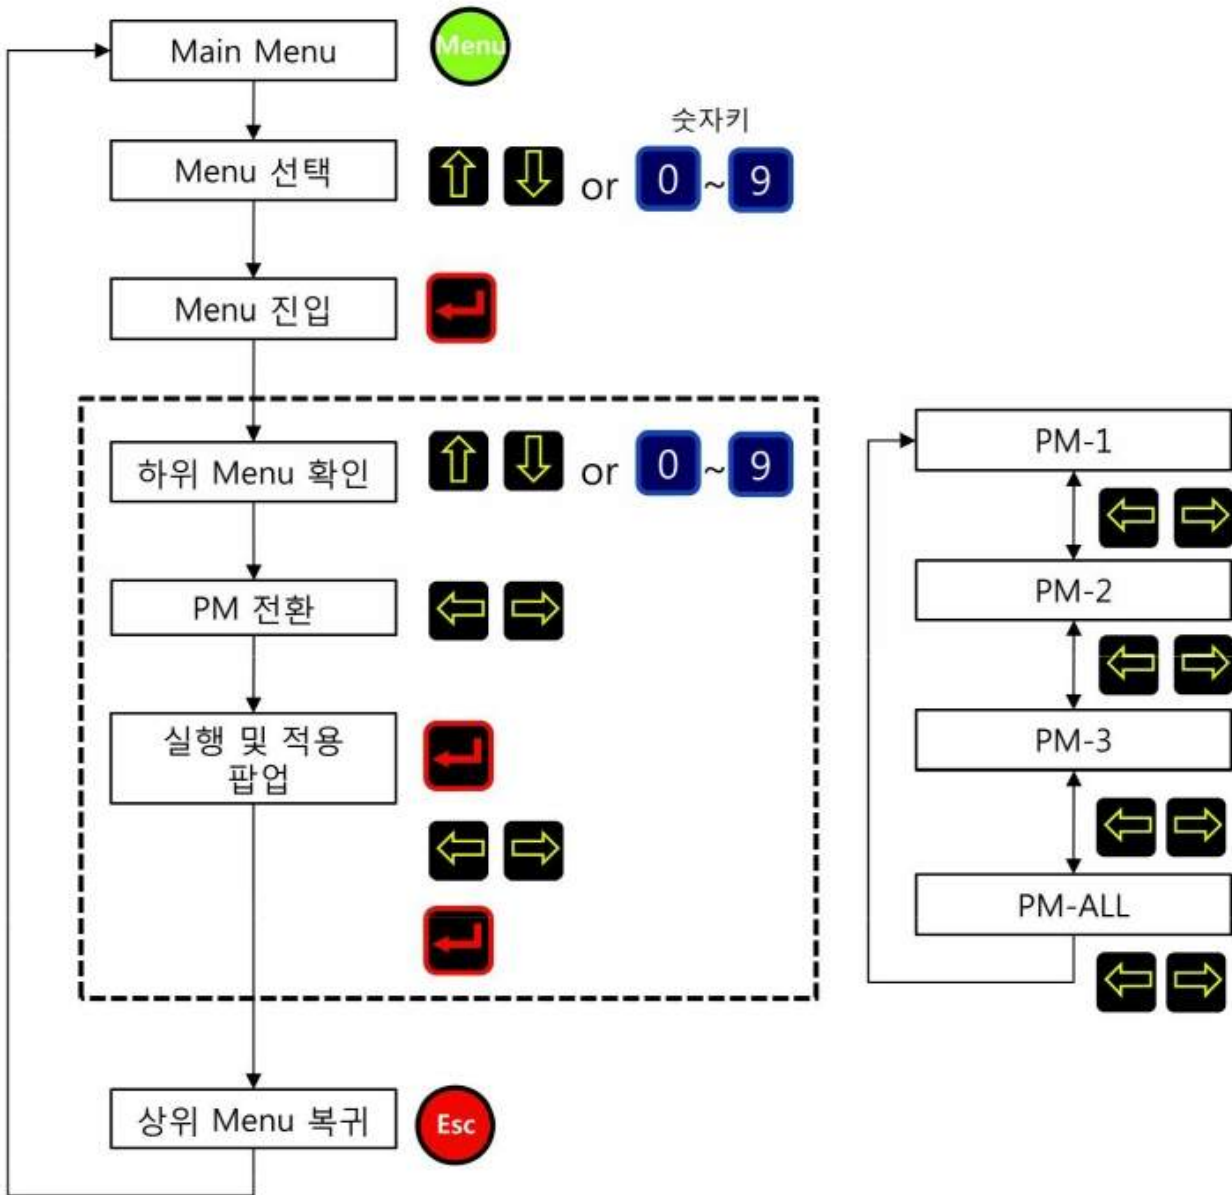 Main Menu
Menu
숫자키
Menu 선택
or 0 ~ 9
Menu 진입
하위 Menu 확인
or 0 ~ 9
PM 전환
실행 및 적용
팝업
상위 Menu 복귀
Esc
PM-1
PM-2
PM-3
PM-ALL